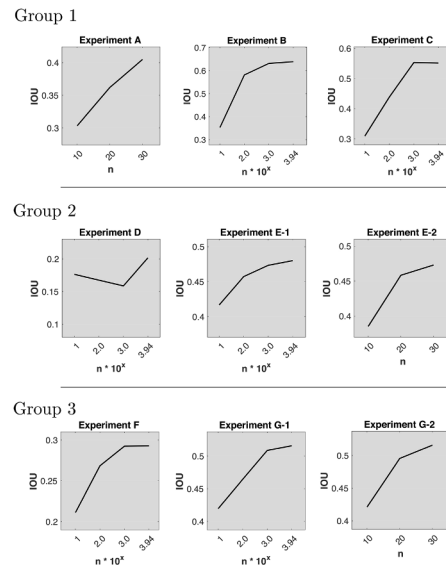 Group 1
Experiment A
Experiment B
Experiment C
IOU
0.4
0.35
0.3
10
20
30
n
IOU
0.7
0.6
0.5
0.4
0.3
1
2.0
3.0
3.94
n * 10^x
IOU
0.6
0.5
0.4
0.3
1
2.0
3.0
3.94
n * 10^x
Group 2
Experiment D
Experiment E-1
Experiment E-2
IOU
0.2
0.15
0.1
1
2.0
3.0
3.94
n * 10^x
IOU
0.5
0.45
0.4
1
2.0
3.0
3.94
n * 10^x
IOU
0.5
0.45
0.4
10
20
30
n
Group 3
Experiment F
Experiment G-1
Experiment G-2
IOU
0.3
0.25
0.2
1
2.0
3.0
3.94
n * 10^x
IOU
0.5
0.45
0.4
1
2.0
3.0
3.94
n * 10^x
IOU
0.5
0.45
0.4
10
20
30
n